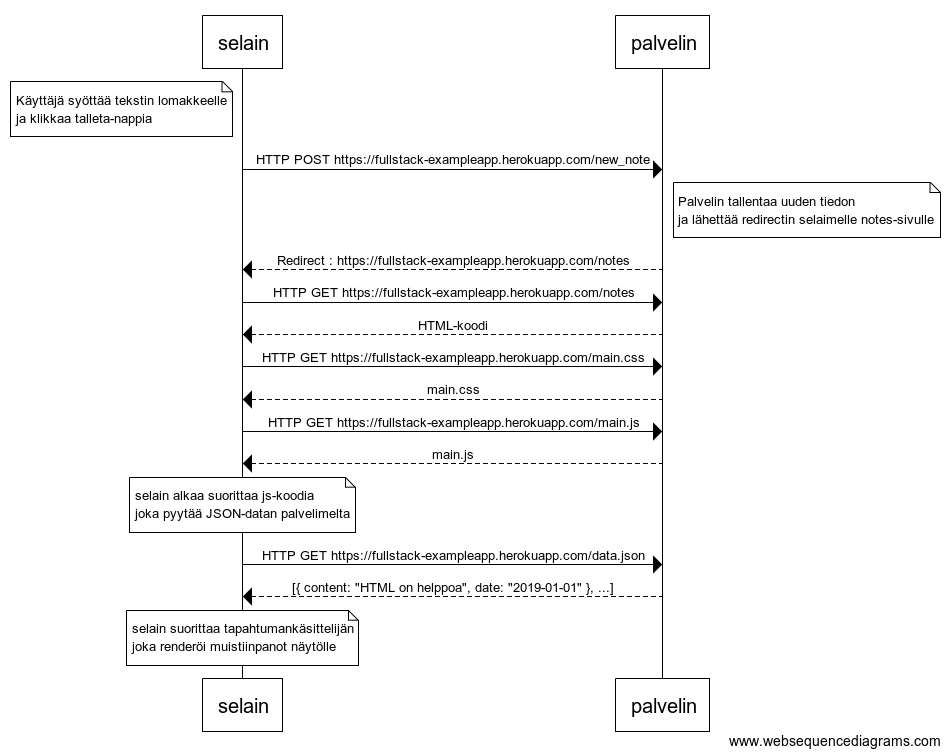 selain
palvelin
Käyttäjä syöttää tekstin lomakkeelle
ja klikkaa talleta-nappia
HTTP POST https://fullstack-exampleapp.herokuapp.com/new_note
Palvelin tallentaa uuden tiedon
ja lähettää redirectin selaimelle notes-sivulle
Redirect : https://fullstack-exampleapp.herokuapp.com/notes
HTTP GET https://fullstack-exampleapp.herokuapp.com/notes
HTML-koodi
HTTP GET https://fullstack-exampleapp.herokuapp.com/main.css
main.css
HTTP GET https://fullstack-exampleapp.herokuapp.com/main.js
main.js
selain alkaa suorittaa js-koodia
joka pyytää JSON-datan palvelimelta
HTTP GET https://fullstack-exampleapp.herokuapp.com/data.json
[{ content: "HTML on helppoa", date: "2019-01-01" }, ...]
selain suorittaa tapahtumankäsittelijän
joka renderöi muistiinpanot näytölle
selain
palvelin
www.websequencediagrams.com